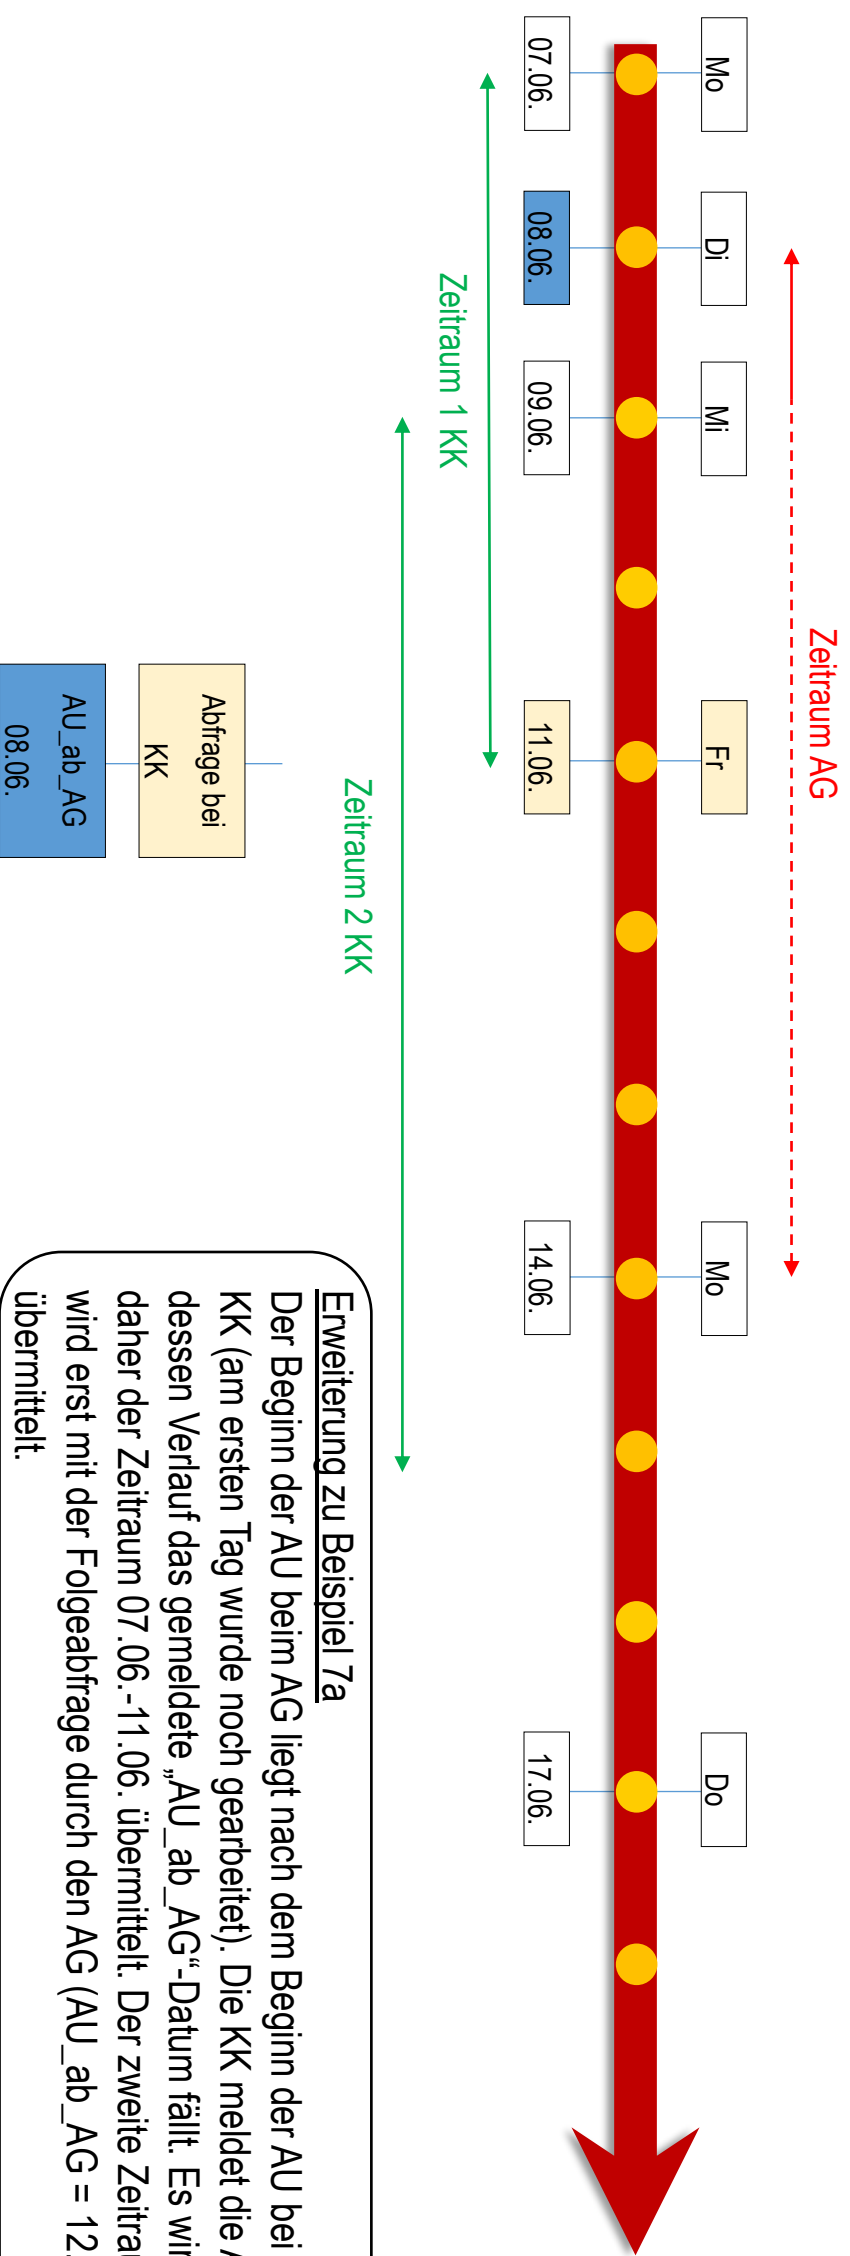 Zeitraum AG
Mo
Di
Mi
Fr
Mo
Do
07.06.
08.06.
09.06.
11.06.
14.06.
17.06.
Zeitraum 1 KK
Zeitraum 2 KK
Abfrage bei
KK
AU_ab_AG
08.06.
Erweiterung zu Beispiel 7a
Der Beginn der AU beim AG liegt nach dem Beginn der AU bei
KK (am ersten Tag wurde noch gearbeitet). Die KK meldet die
dessen Verlauf das gemeldete „AU_ab_AG“-Datum fällt. Es
daher der Zeitraum 07.06.-11.06. übermittelt. Der zweite
wird erst mit der Folgeabfrage durch den AG (AU_ab_AG = 12.
übermittelt.